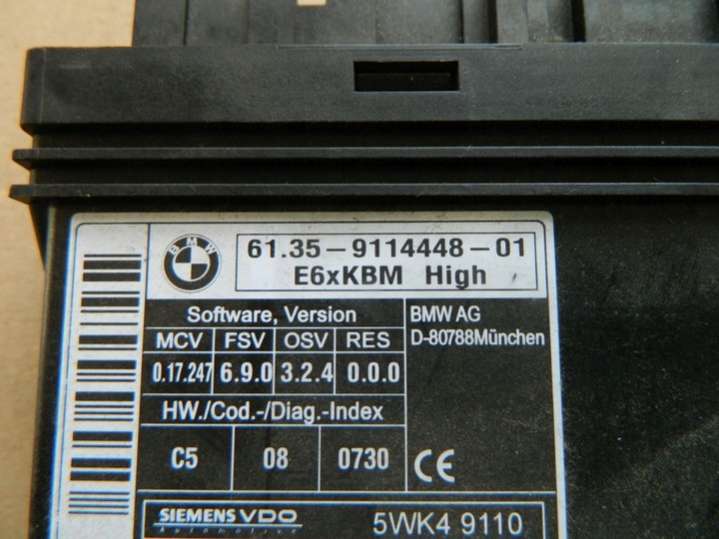 BMW
61.35-9114448-01
E6xKBM High
Software, Version
MCV FSV OSV RES
0.17.247 6.9.0 3.2.4 0.0.0
HW./Cod.-/Diag.-Index
C5 08 0730
BMW AG
D-80788München
CE
SIEMENS VDO
Automotive
5WK4 9110